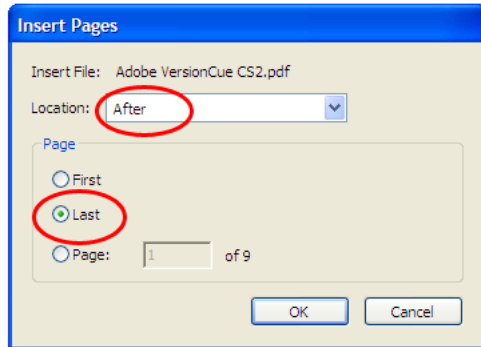 Insert Pages
Insert File: Adobe VersionCue CS2.pdf
Location: After
Page
First
Last
Page: 1 of 9
OK Cancel